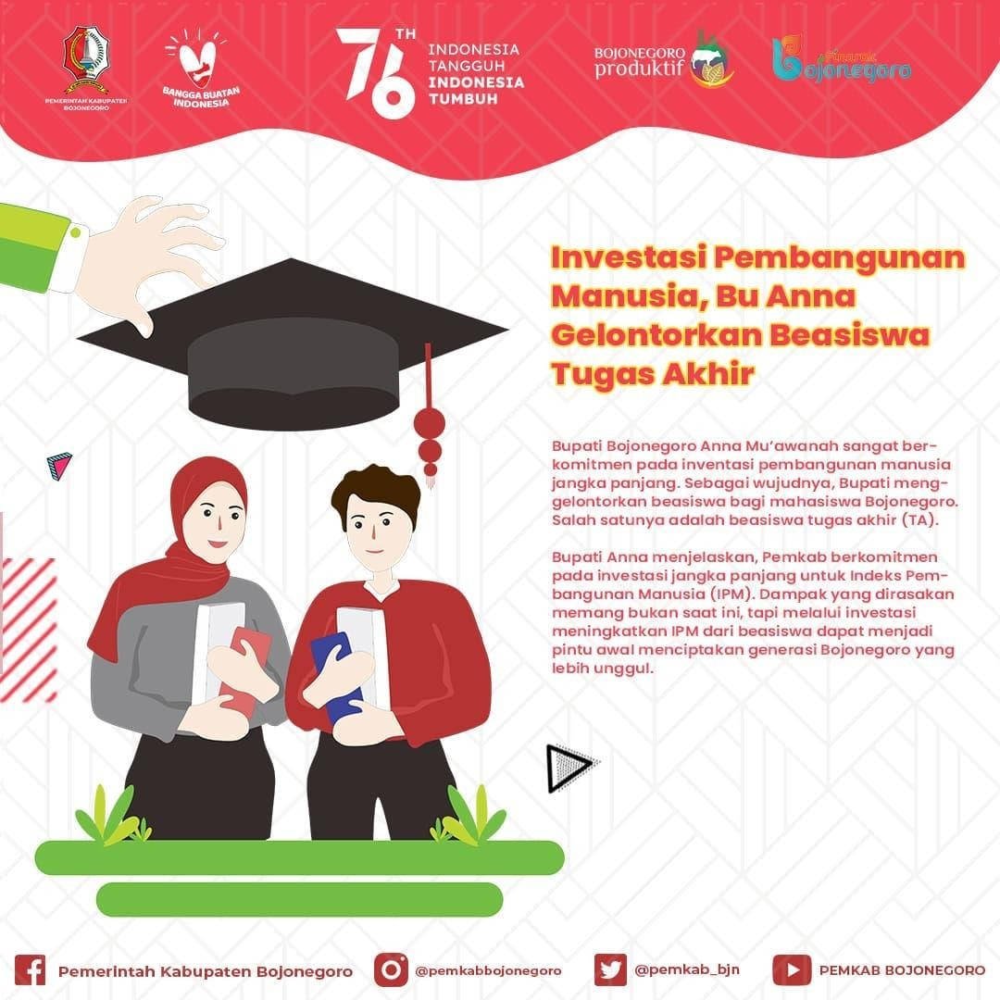 PEMERINTAH KABUPATEN
BOJONEGORO
BANGGA BUATAN
INDONESIA
76TH
INDONESIA
TANGGUH
INDONESIA
TUMBUH
BOJONEGORO
produktif
Pinarak
Bojonegoro
Investasi Pembangunan
Manusia, Bu Anna
Gelontorkan Beasiswa
Tugas Akhir
Bupati Bojonegoro Anna Mu'awanah sangat ber-
komitmen pada inventasi pembangunan manusia
jangka panjang. Sebagai wujudnya, Bupati meng-
gelontorkan beasiswa bagi mahasiswa Bojonegoro.
Salah satunya adalah beasiswa tugas akhir (TA).
Bupati Anna menjelaskan, Pemkab berkomitmen
pada investasi jangka panjang untuk Indeks Pem-
bangunan Manusia (IPM). Dampak yang dirasakan
memang bukan saat ini, tapi melalui investasi
meningkatkan IPM dari beasiswa dapat menjadi
pintu awal menciptakan generasi Bojonegoro yang
lebih unggul.
Pemerintah Kabupaten Bojonegoro
@pemkabbojonegoro
@pemkab_bjn
PEMKAB BOJONEGORO